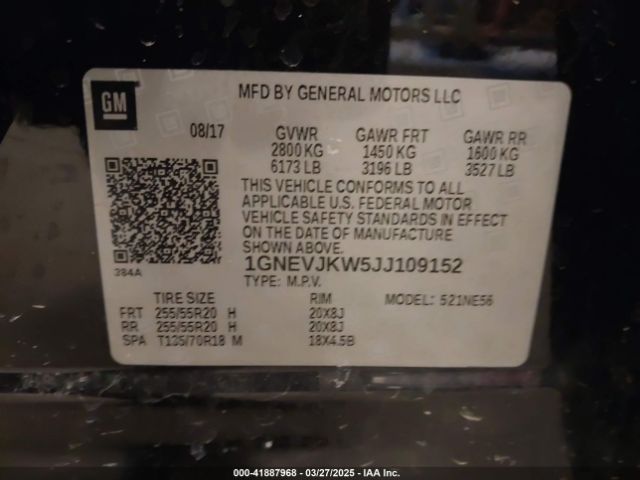 GM
MFD BY GENERAL MOTORS LLC
08/17 GVWR GAWR FRT GAWR RR
2800 KG 1450 KG 1600 KG
6173 LB 3196 LB 3527 LB
THIS VEHICLE CONFORMS TO ALL
APPLICABLE U.S. FEDERAL MOTOR
VEHICLE SAFETY STANDARDS IN EFFECT
ON THE DATE OF MANUFACTURE
SHOWN ABOVE.
384A
1GNEVJKW5JJ109152
TYPE: M.P.V.
TIRE SIZE RIM MODEL: 521NE56
FRT 255/55R20 H 20X8J
RR 255/55R20 H 20X8J
SPA T135/70R18 M 18X4.5B
000-41887968 — 03/27/2025 — IAA Inc.